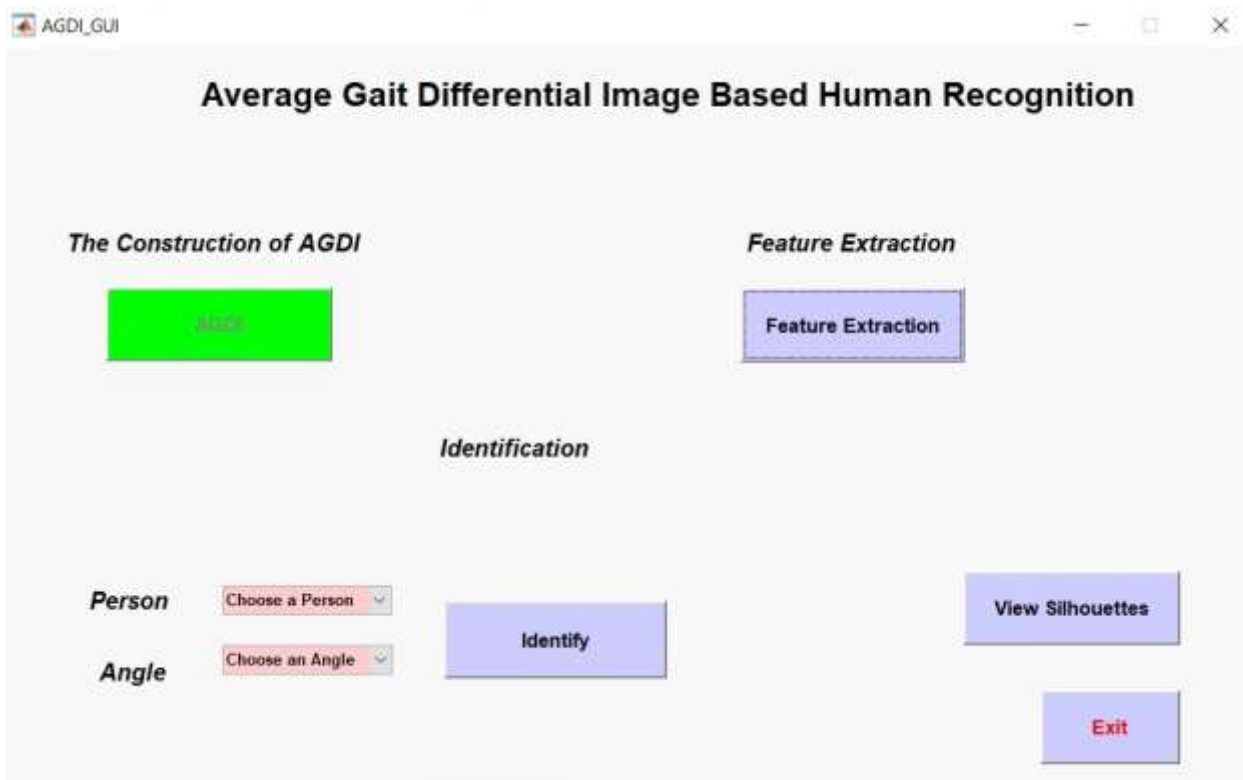 AGDI_GUI
Average Gait Differential Image Based Human Recognition
The Construction of AGDI
Feature Extraction
AGDI
Feature Extraction
Identification
Person
Choose a Person
Angle
Choose an Angle
Identify
View Silhouettes
Exit